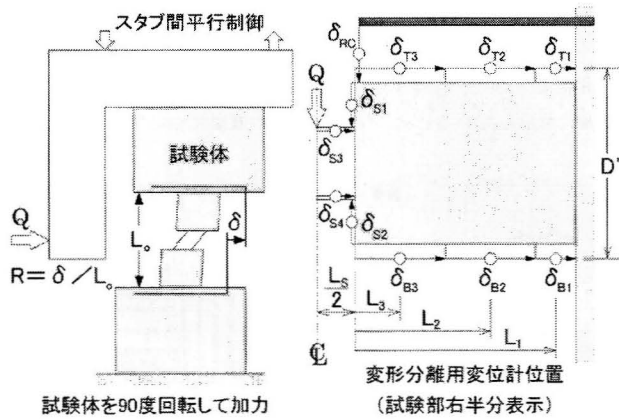 スタブ間平行制御
試験体
Q
L₀
δ
R=δ/L₀
試験体を90度回転して加力
δRC
δT3
δT2
δT1
Q
δS1
δS3
D'
δS4
δS2
δB3
δB2
δB1
LS/2
L3
L2
L1
℄
変形分離用変位計位置
(試験部右半分表示)